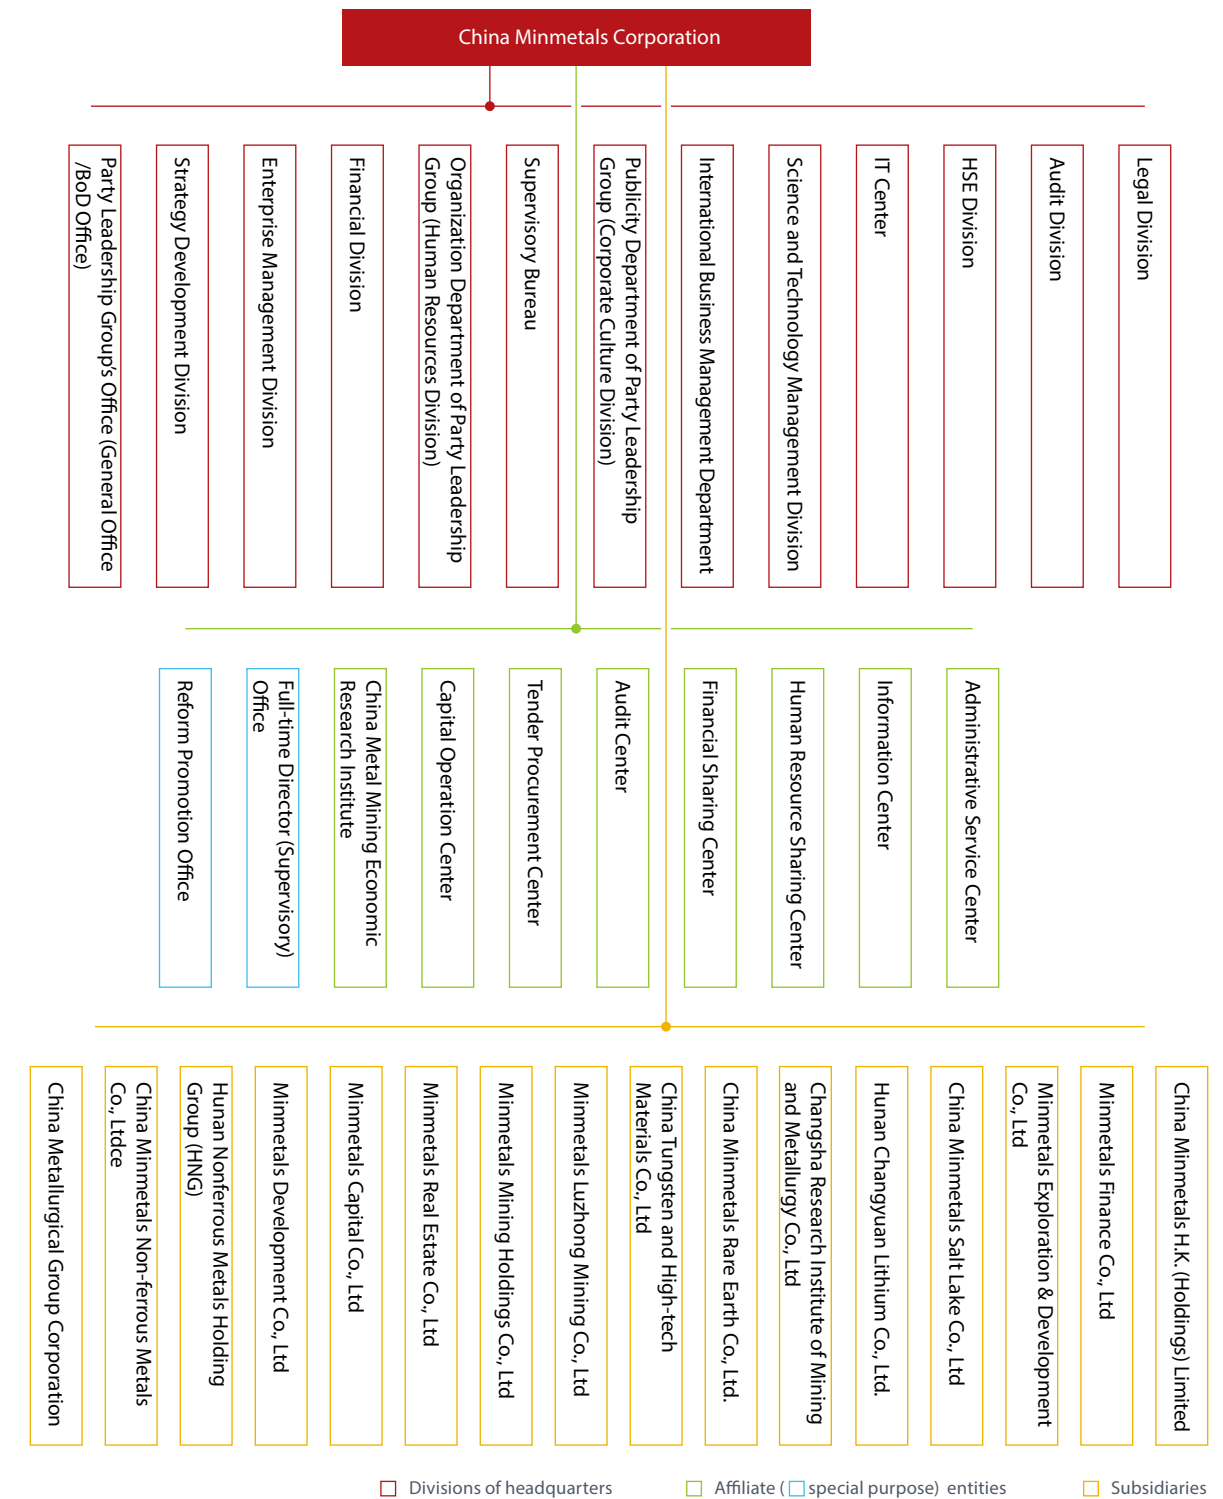 China Minmetals Corporation
Party Leadership Group's Office (General Office
/BoD Office)
Strategy Development Division
Enterprise Management Division
Financial Division
Organization Department of Party Leadership
Group (Human Resources Division)
Supervisory Bureau
Publicity Department of Party Leadership
Group (Corporate Culture Division)
International Business Management Department
Science and Technology Management Division
IT Center
HSE Division
Audit Division
Legal Division
Reform Promotion Office
Full-time Director (Supervisory)
Office
China Metal Mining Economic
Research Institute
Capital Operation Center
Tender Procurement Center
Audit Center
Financial Sharing Center
Human Resource Sharing Center
Information Center
Administrative Service Center
China Metallurgical Group Corporation
China Minmetals Non-ferrous Metals
Co., Ltdce
Hunan Nonferrous Metals Holding
Group (HNG)
Minmetals Development Co., Ltd
Minmetals Capital Co., Ltd
Minmetals Real Estate Co., Ltd
Minmetals Mining Holdings Co., Ltd
Minmetals Luzhong Mining Co., Ltd
China Tungsten and High-tech
Materials Co., Ltd
China Minmetals Rare Earth Co., Ltd.
Changsha Research Institute of Mining
and Metallurgy Co., Ltd
Hunan Changyuan Lithium Co., Ltd.
China Minmetals Salt Lake Co., Ltd
Minmetals Exploration & Development
Co., Ltd
Minmetals Finance Co., Ltd
China Minmetals H.K. (Holdings) Limited
Divisions of headquarters
Affiliate ( special purpose) entities
Subsidiaries